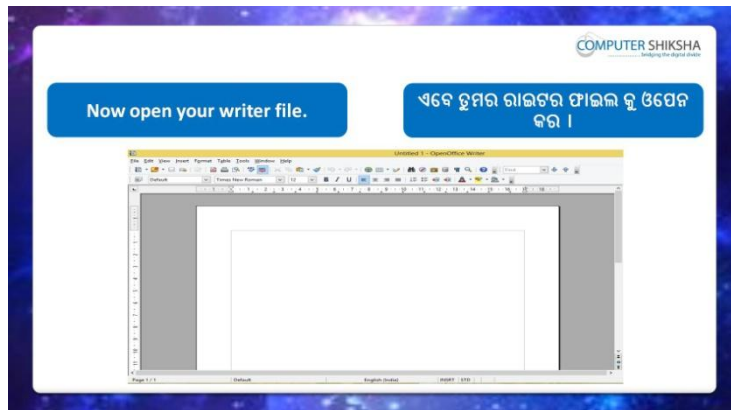 COMPUTER SHIKSHA
bridging the digital divide
Now open your writer file.
ଏବେ ତୁମର ରାଇଟର ଫାଇଲ କୁ ଓପେନ
କର ।
Untitled 1 - OpenOffice Writer
File Edit View Insert Format Table Tools Window Help
Find
Default Times New Roman 12 B I U
Page 1 / 1 Default English (India) INSRT STD